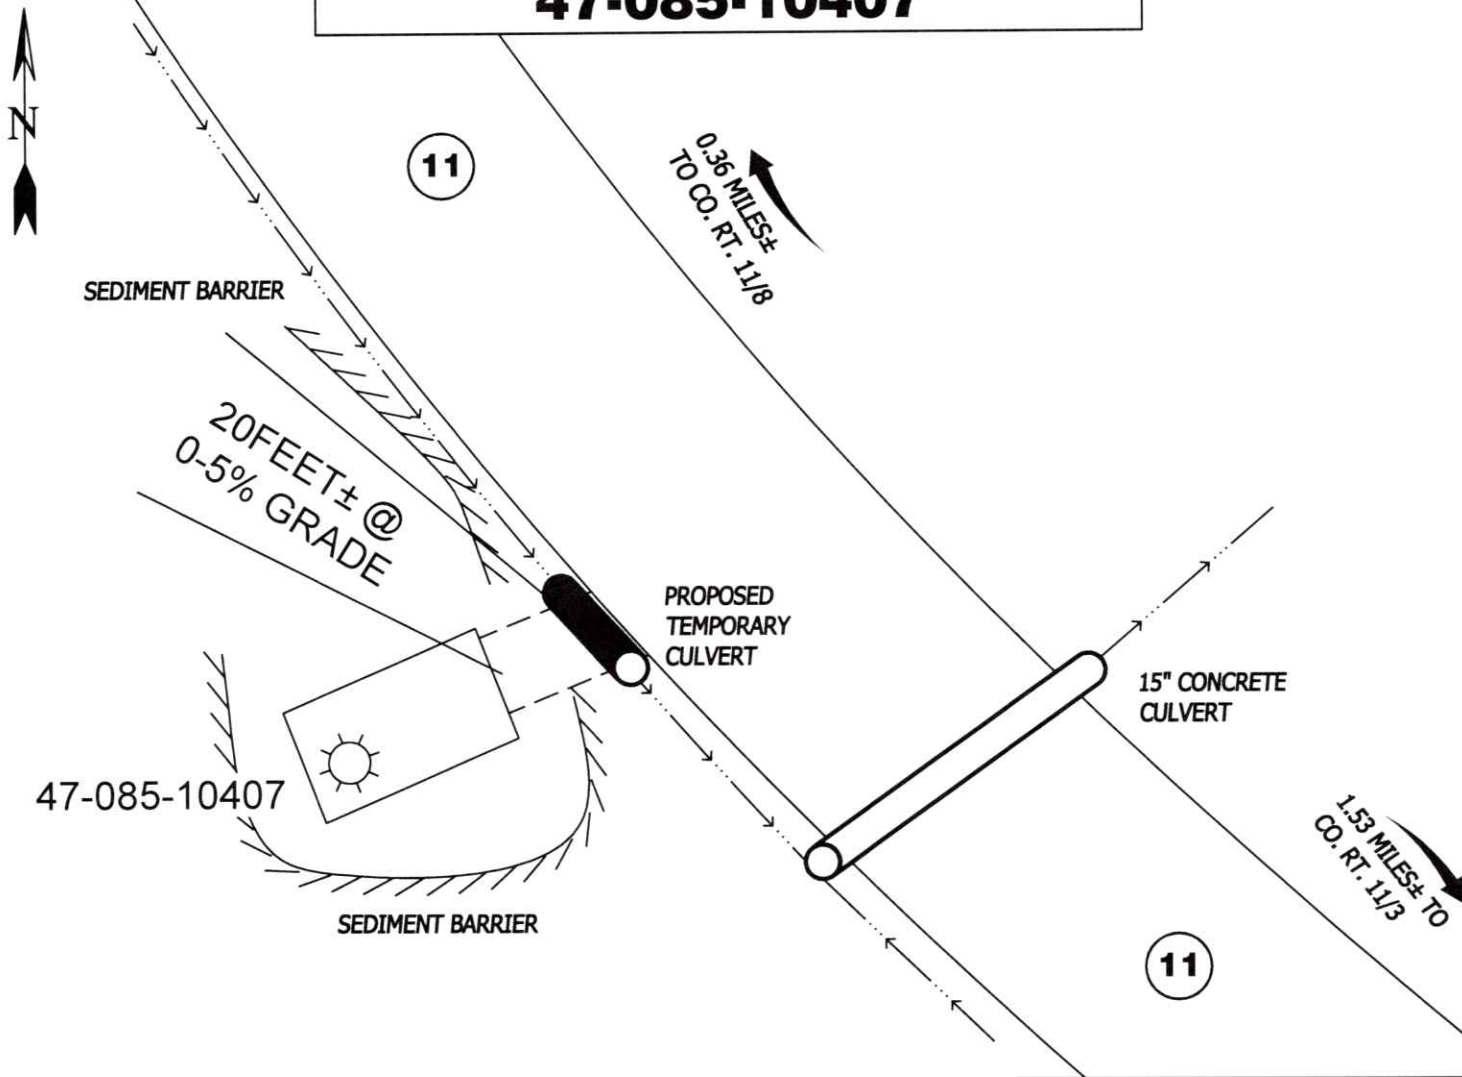 47-085-10407
N
11
0.36 MILES±
TO CO. RT. 11/8
SEDIMENT BARRIER
20FEET± @
0-5% GRADE
PROPOSED
TEMPORARY
CULVERT
15" CONCRETE
CULVERT
47-085-10407
1.53 MILES± TO
CO. RT. 11/3
SEDIMENT BARRIER
11